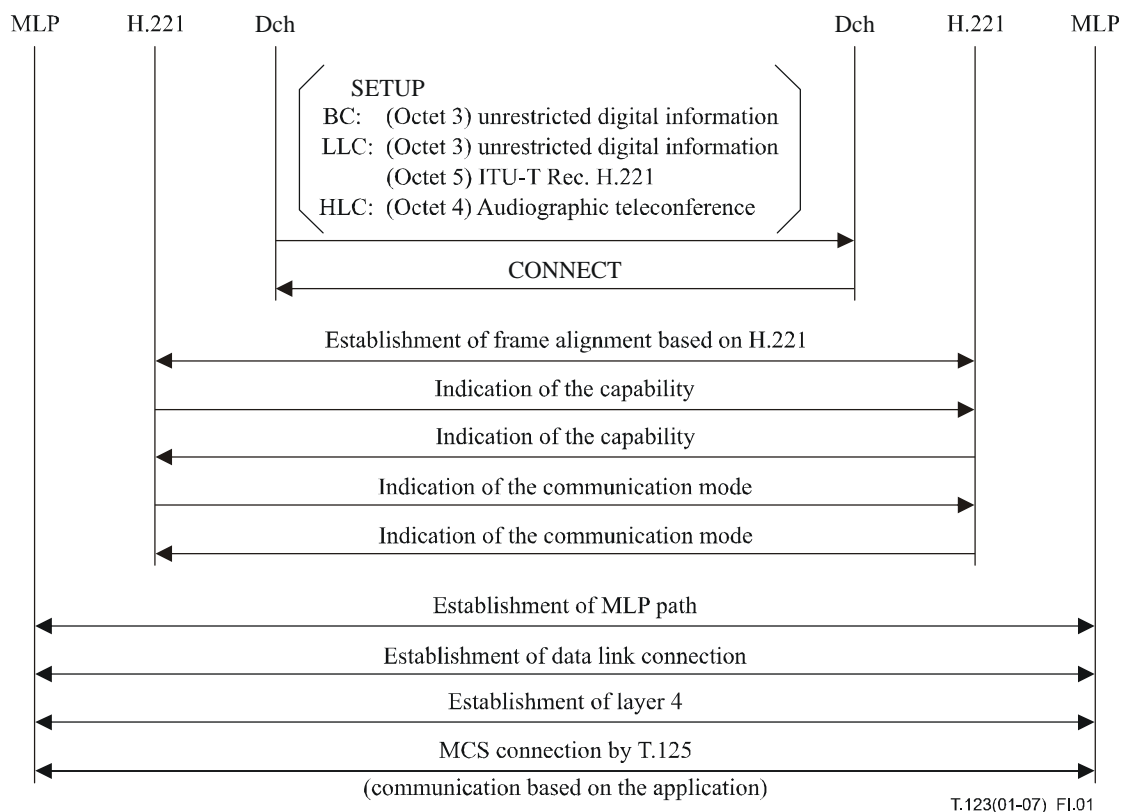 MLP H.221 Dch Dch H.221 MLP
SETUP
BC: (Octet 3) unrestricted digital information
LLC: (Octet 3) unrestricted digital information
(Octet 5) ITU-T Rec. H.221
HLC: (Octet 4) Audiographic teleconference
CONNECT
Establishment of frame alignment based on H.221
Indication of the capability
Indication of the capability
Indication of the communication mode
Indication of the communication mode
Establishment of MLP path
Establishment of data link connection
Establishment of layer 4
MCS connection by T.125
(communication based on the application)
T.123(01-07)_FI.01